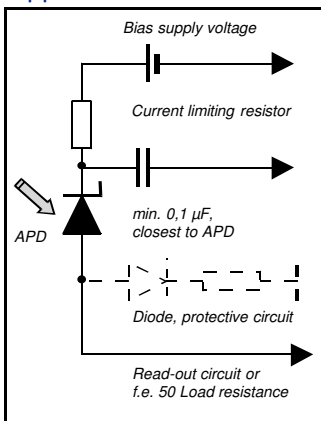 Bias supply voltage
Current limiting resistor
min. 0,1 µF,
closest to APD
APD
Diode, protective circuit
Read-out circuit or
f.e. 50 Load resistance